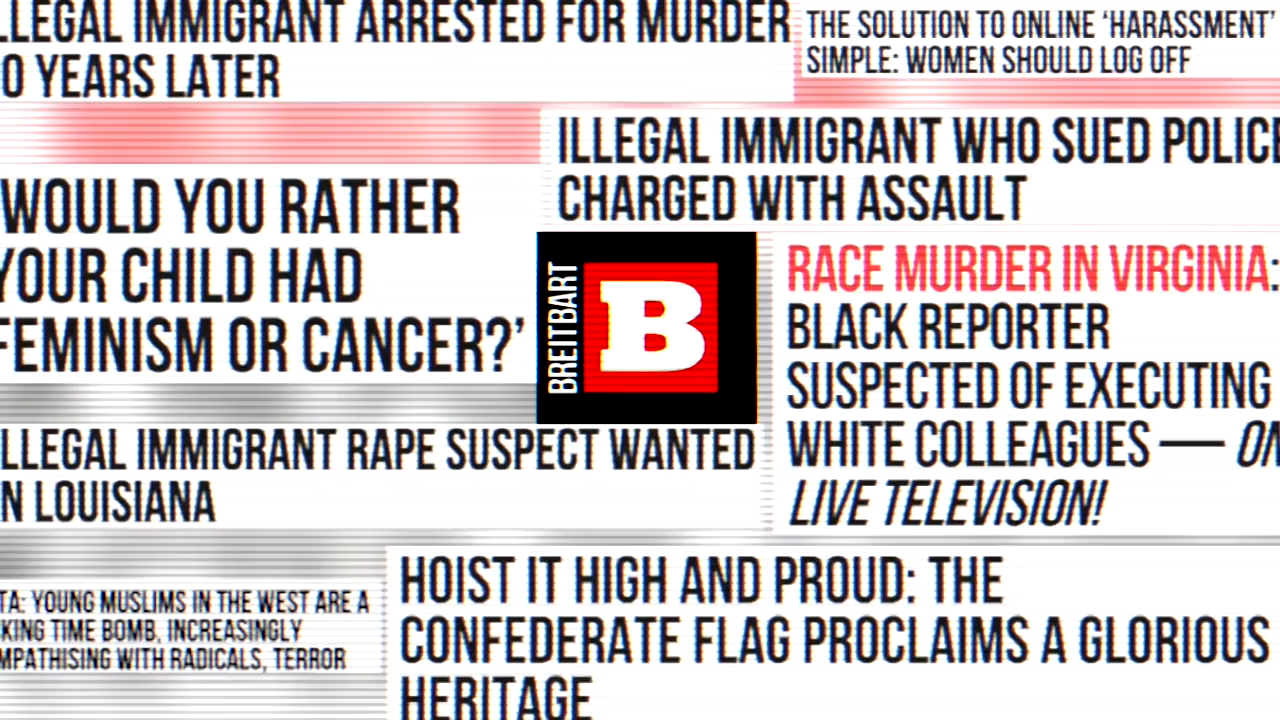 LLEGAL IMMIGRANT ARRESTED FOR MURDER
0 YEARS LATER
THE SOLUTION TO ONLINE ‘HARASSMENT’
SIMPLE: WOMEN SHOULD LOG OFF
ILLEGAL IMMIGRANT WHO SUED POLICE
CHARGED WITH ASSAULT
WOULD YOU RATHER
YOUR CHILD HAD
FEMINISM OR CANCER?’
BREITBART
B
RACE MURDER IN VIRGINIA:
BLACK REPORTER
SUSPECTED OF EXECUTING
WHITE COLLEAGUES — ON
LIVE TELEVISION!
LLEGAL IMMIGRANT RAPE SUSPECT WANTED
N LOUISIANA
TA: YOUNG MUSLIMS IN THE WEST ARE A
KING TIME BOMB, INCREASINGLY
MPATHISING WITH RADICALS, TERROR
HOIST IT HIGH AND PROUD: THE
CONFEDERATE FLAG PROCLAIMS A GLORIOUS
HERITAGE